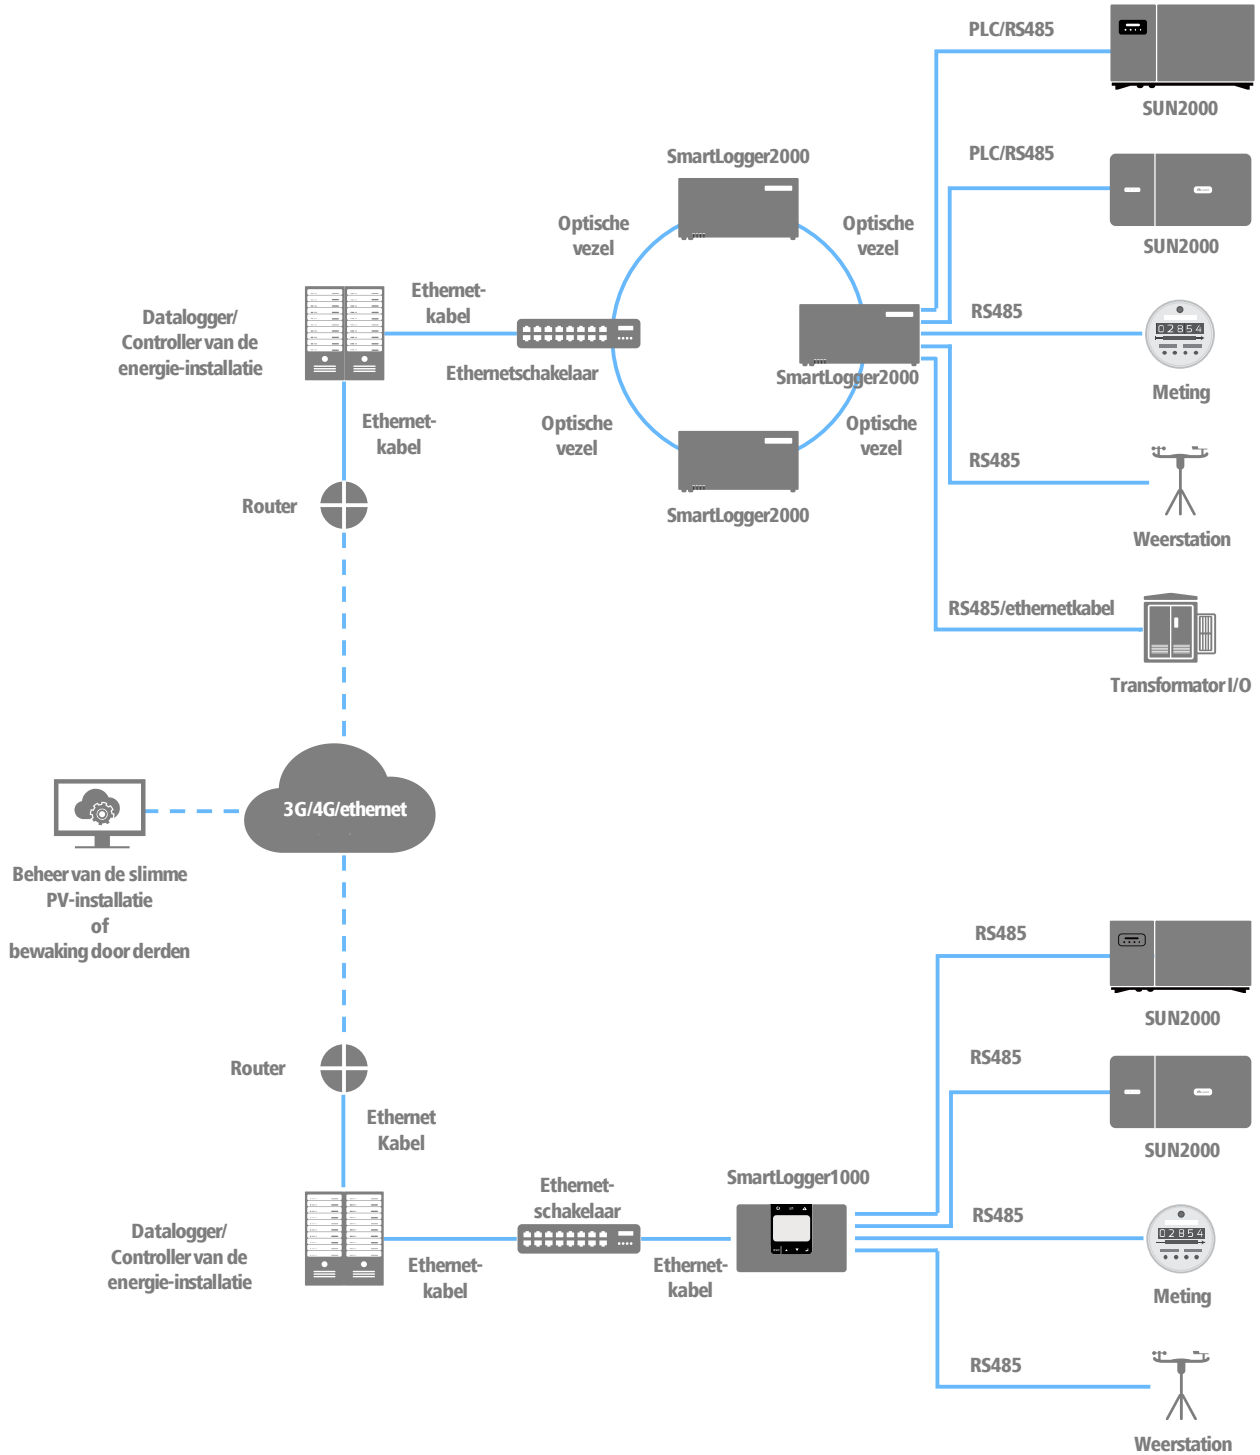 PLC/RS485
SUN2000
SmartLogger2000
PLC/RS485
SUN2000
Optische
vezel
Optische
vezel
Ethernet-
kabel
Datalogger/
Controller van de
energie-installatie
RS485
02854
Meting
Ethernetschakelaar
SmartLogger2000
Ethernet-
kabel
Optische
vezel
Optische
vezel
RS485
Router
SmartLogger2000
Weerstation
RS485/ethernetkabel
Transformator I/O
3G/4G/ethernet
Beheer van de slimme
PV-installatie
of
bewaking door derden
RS485
SUN2000
Router
RS485
Ethernet
Kabel
SUN2000
SmartLogger1000
Ethernet-
schakelaar
Datalogger/
Controller van de
energie-installatie
RS485
02854
Ethernet-
kabel
Ethernet-
kabel
Meting
RS485
Weerstation